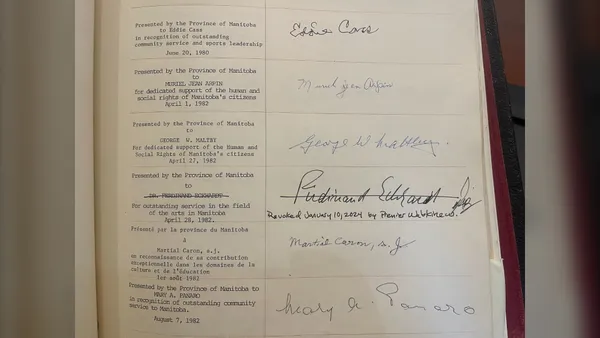 Presented by the Province of Manitoba
to Eddie Cass
in recognition of outstanding
community service and sports leadership
June 20, 1980
Eddie Cass
Presented by the Province of Manitoba
to
MURIEL JEAN ARPIN
for dedicated support of the human and
social rights of Manitoba's citizens
April 1, 1982
Muriel Jean Arpin
Presented by the Province of Manitoba
to
GEORGE W. MALTBY
For dedicated support of the Human and
Social Rights of Manitoba's citizens
April 27, 1982
George W Maltby.
Presented by the Province of Manitoba
to
DR. FERDINAND ECKHARDT
For outstanding service in the field
of the arts in Manitoba
April 28, 1982.
Ferdinand Eckhardt
Revoked January 10, 2024 by Premier Wab Kinew.
Présenté par la province du Manitoba
à
Martial Caron, s.j.
en reconnaissance de sa contribution
exceptionnelle dans les domaines de la
culture et de l'éducation
1er août 1982
Martial Caron, s.j.
Presented by the Province of Manitoba to
MARY A. PANARO
in recognition of outstanding community
service to Manitoba.
August 7, 1982
Mary A. Panaro